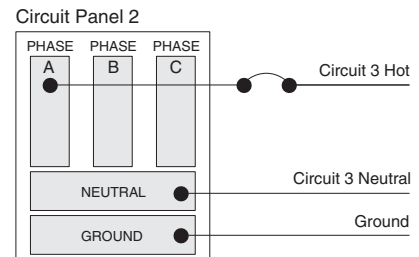 Circuit Panel 2
PHASE PHASE PHASE
A B C
Circuit 3 Hot
NEUTRAL
Circuit 3 Neutral
GROUND
Ground